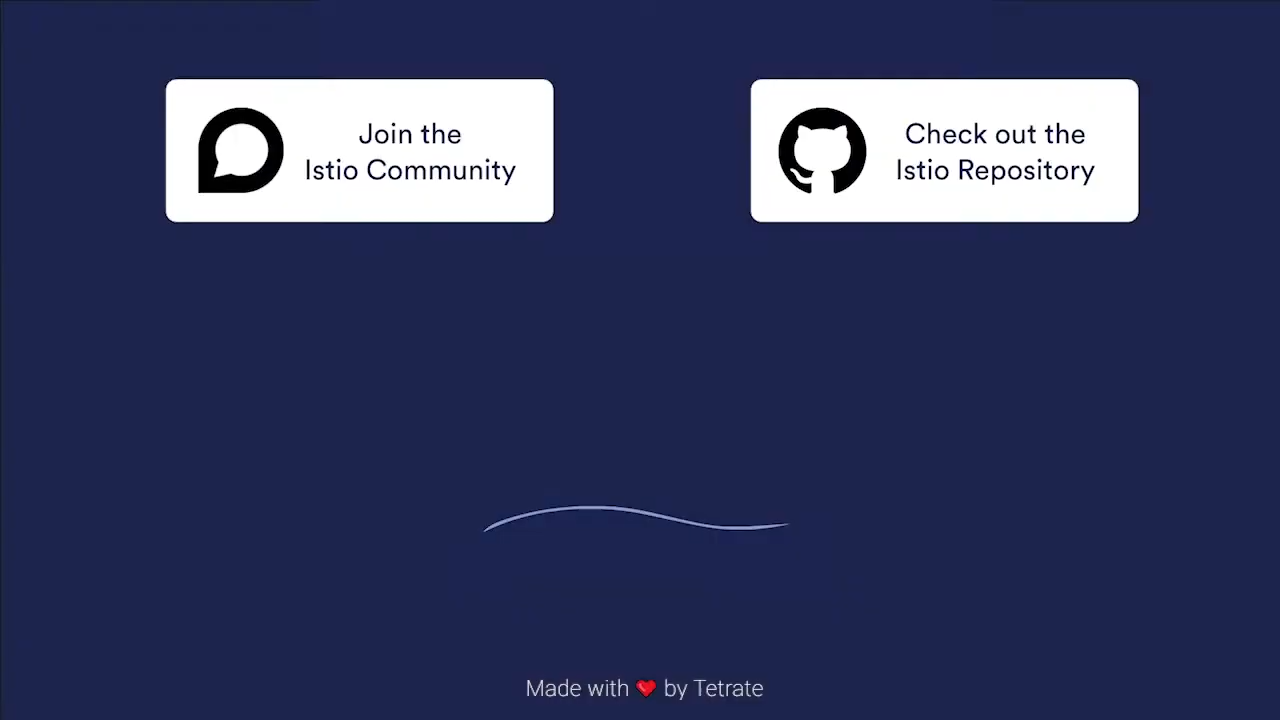 Join the
Istio Community
Check out the
Istio Repository
Made with ❤️ by Tetrate